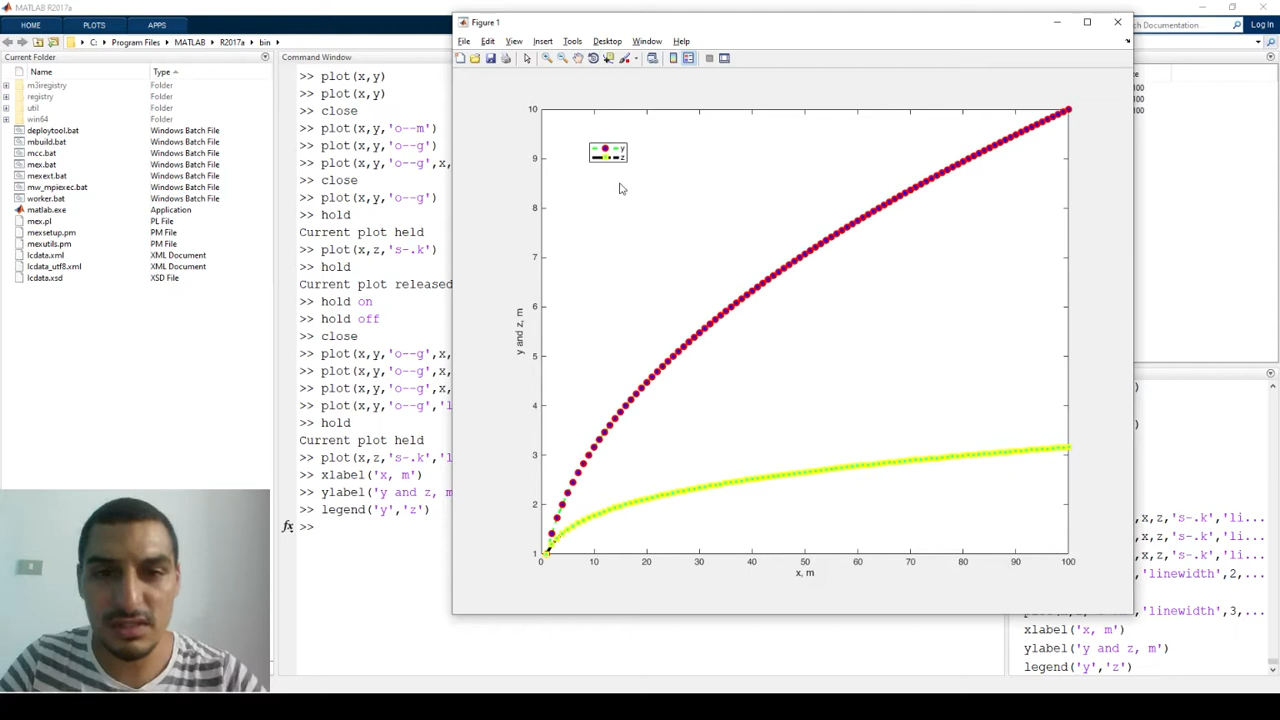 MATLAB R2017a
HOME
PLOTS
APPS
Search Documentation
Log In
C: Program Files MATLAB R2017a bin
Current Folder
Name
Type
m3iregistry Folder
registry Folder
util Folder
win64 Folder
deploytool.bat Windows Batch File
mbuild.bat Windows Batch File
mcc.bat Windows Batch File
mex.bat Windows Batch File
mexext.bat Windows Batch File
mw_mpiexec.bat Windows Batch File
worker.bat Windows Batch File
matlab.exe Application
mex.pl PL File
mexsetup.pm PM File
mexutils.pm PM File
lcdata.xml XML Document
lcdata_utf8.xml XML Document
lcdata.xsd XSD File
Command Window
>> plot(x,y)
>> plot(x,y)
>> close
>> plot(x,y,'o--m')
>> plot(x,y,'o--g')
>> plot(x,y,'o--g',x,
>> close
>> plot(x,y,'o--g')
>> hold
Current plot held
>> plot(x,z,'s-.k')
>> hold
Current plot released
>> hold on
>> hold off
>> close
>> plot(x,y,'o--g',x,
>> plot(x,y,'o--g',x,
>> plot(x,y,'o--g',x,
>> plot(x,y,'o--g','l
>> hold
Current plot held
>> plot(x,z,'s-.k','l
>> xlabel('x, m')
>> ylabel('y and z, m
>> legend('y','z')
fx >>
Figure 1
File Edit View Insert Tools Desktop Window Help
10
9
8
7
6
5
4
3
2
1
y and z, m
y
z
0 10 20 30 40 50 60 70 80 90 100
x, m
100
100
100
,x,z,'s-.k','li...
,x,z,'s-.k','li...
,x,z,'s-.k','li...
'linewidth',2,...
'linewidth',3,...
xlabel('x, m')
ylabel('y and z, m')
legend('y','z')